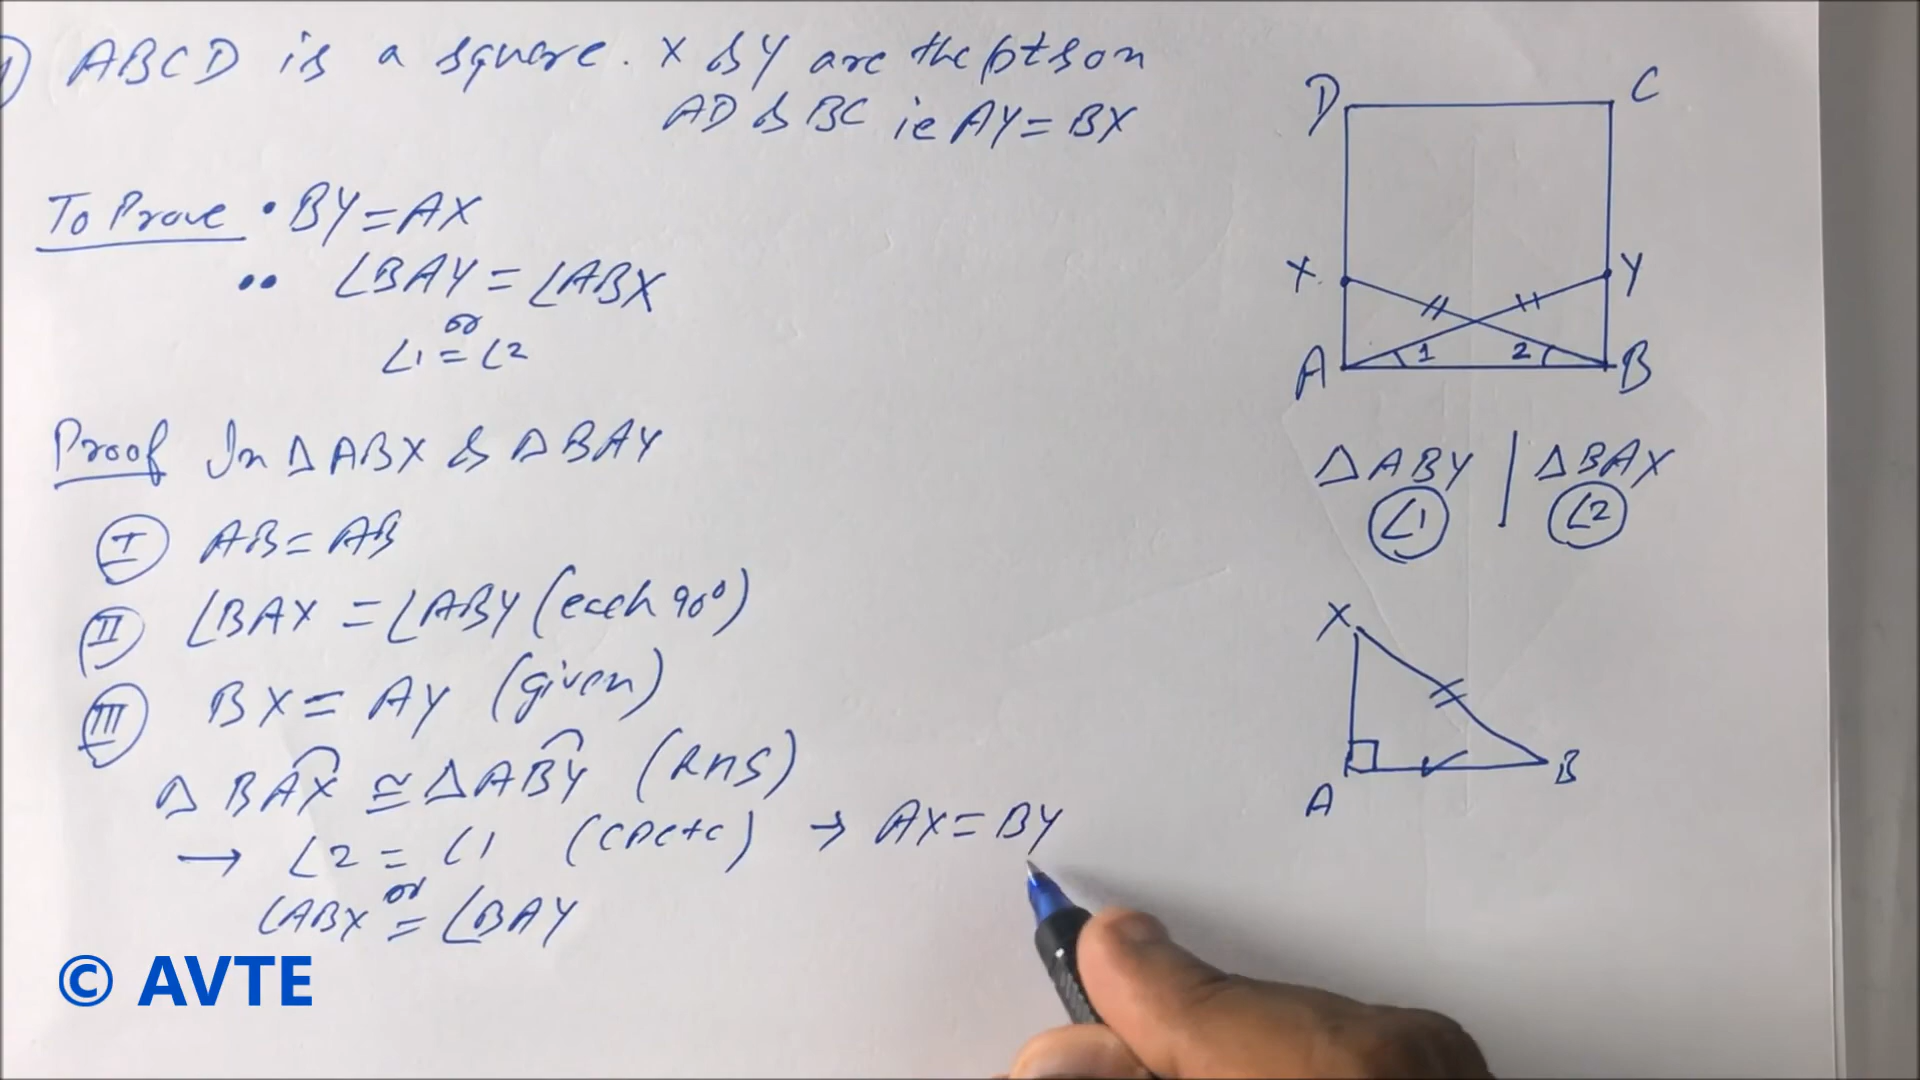 1) ABCD is a square. X & Y are the pts on
AD & BC ie AY = BX
To Prove • BY = AX
•• ∠BAY = ∠ABX
or
∠1 = ∠2
Proof In ∆ ABX & ∆ BAY
I AB = AB
II ∠BAX = ∠ABY (each 90°)
III BX = AY (given)
∆ BAX ≅ ∆ ABY (RHS)
→ ∠2 = ∠1 (CPCTC) → AX = BY
or
∠ABX = ∠BAY
© AVTE
D C
X Y
1 2
A B
∆ ABY | ∆ BAX
∠1 ∠2
X
A B